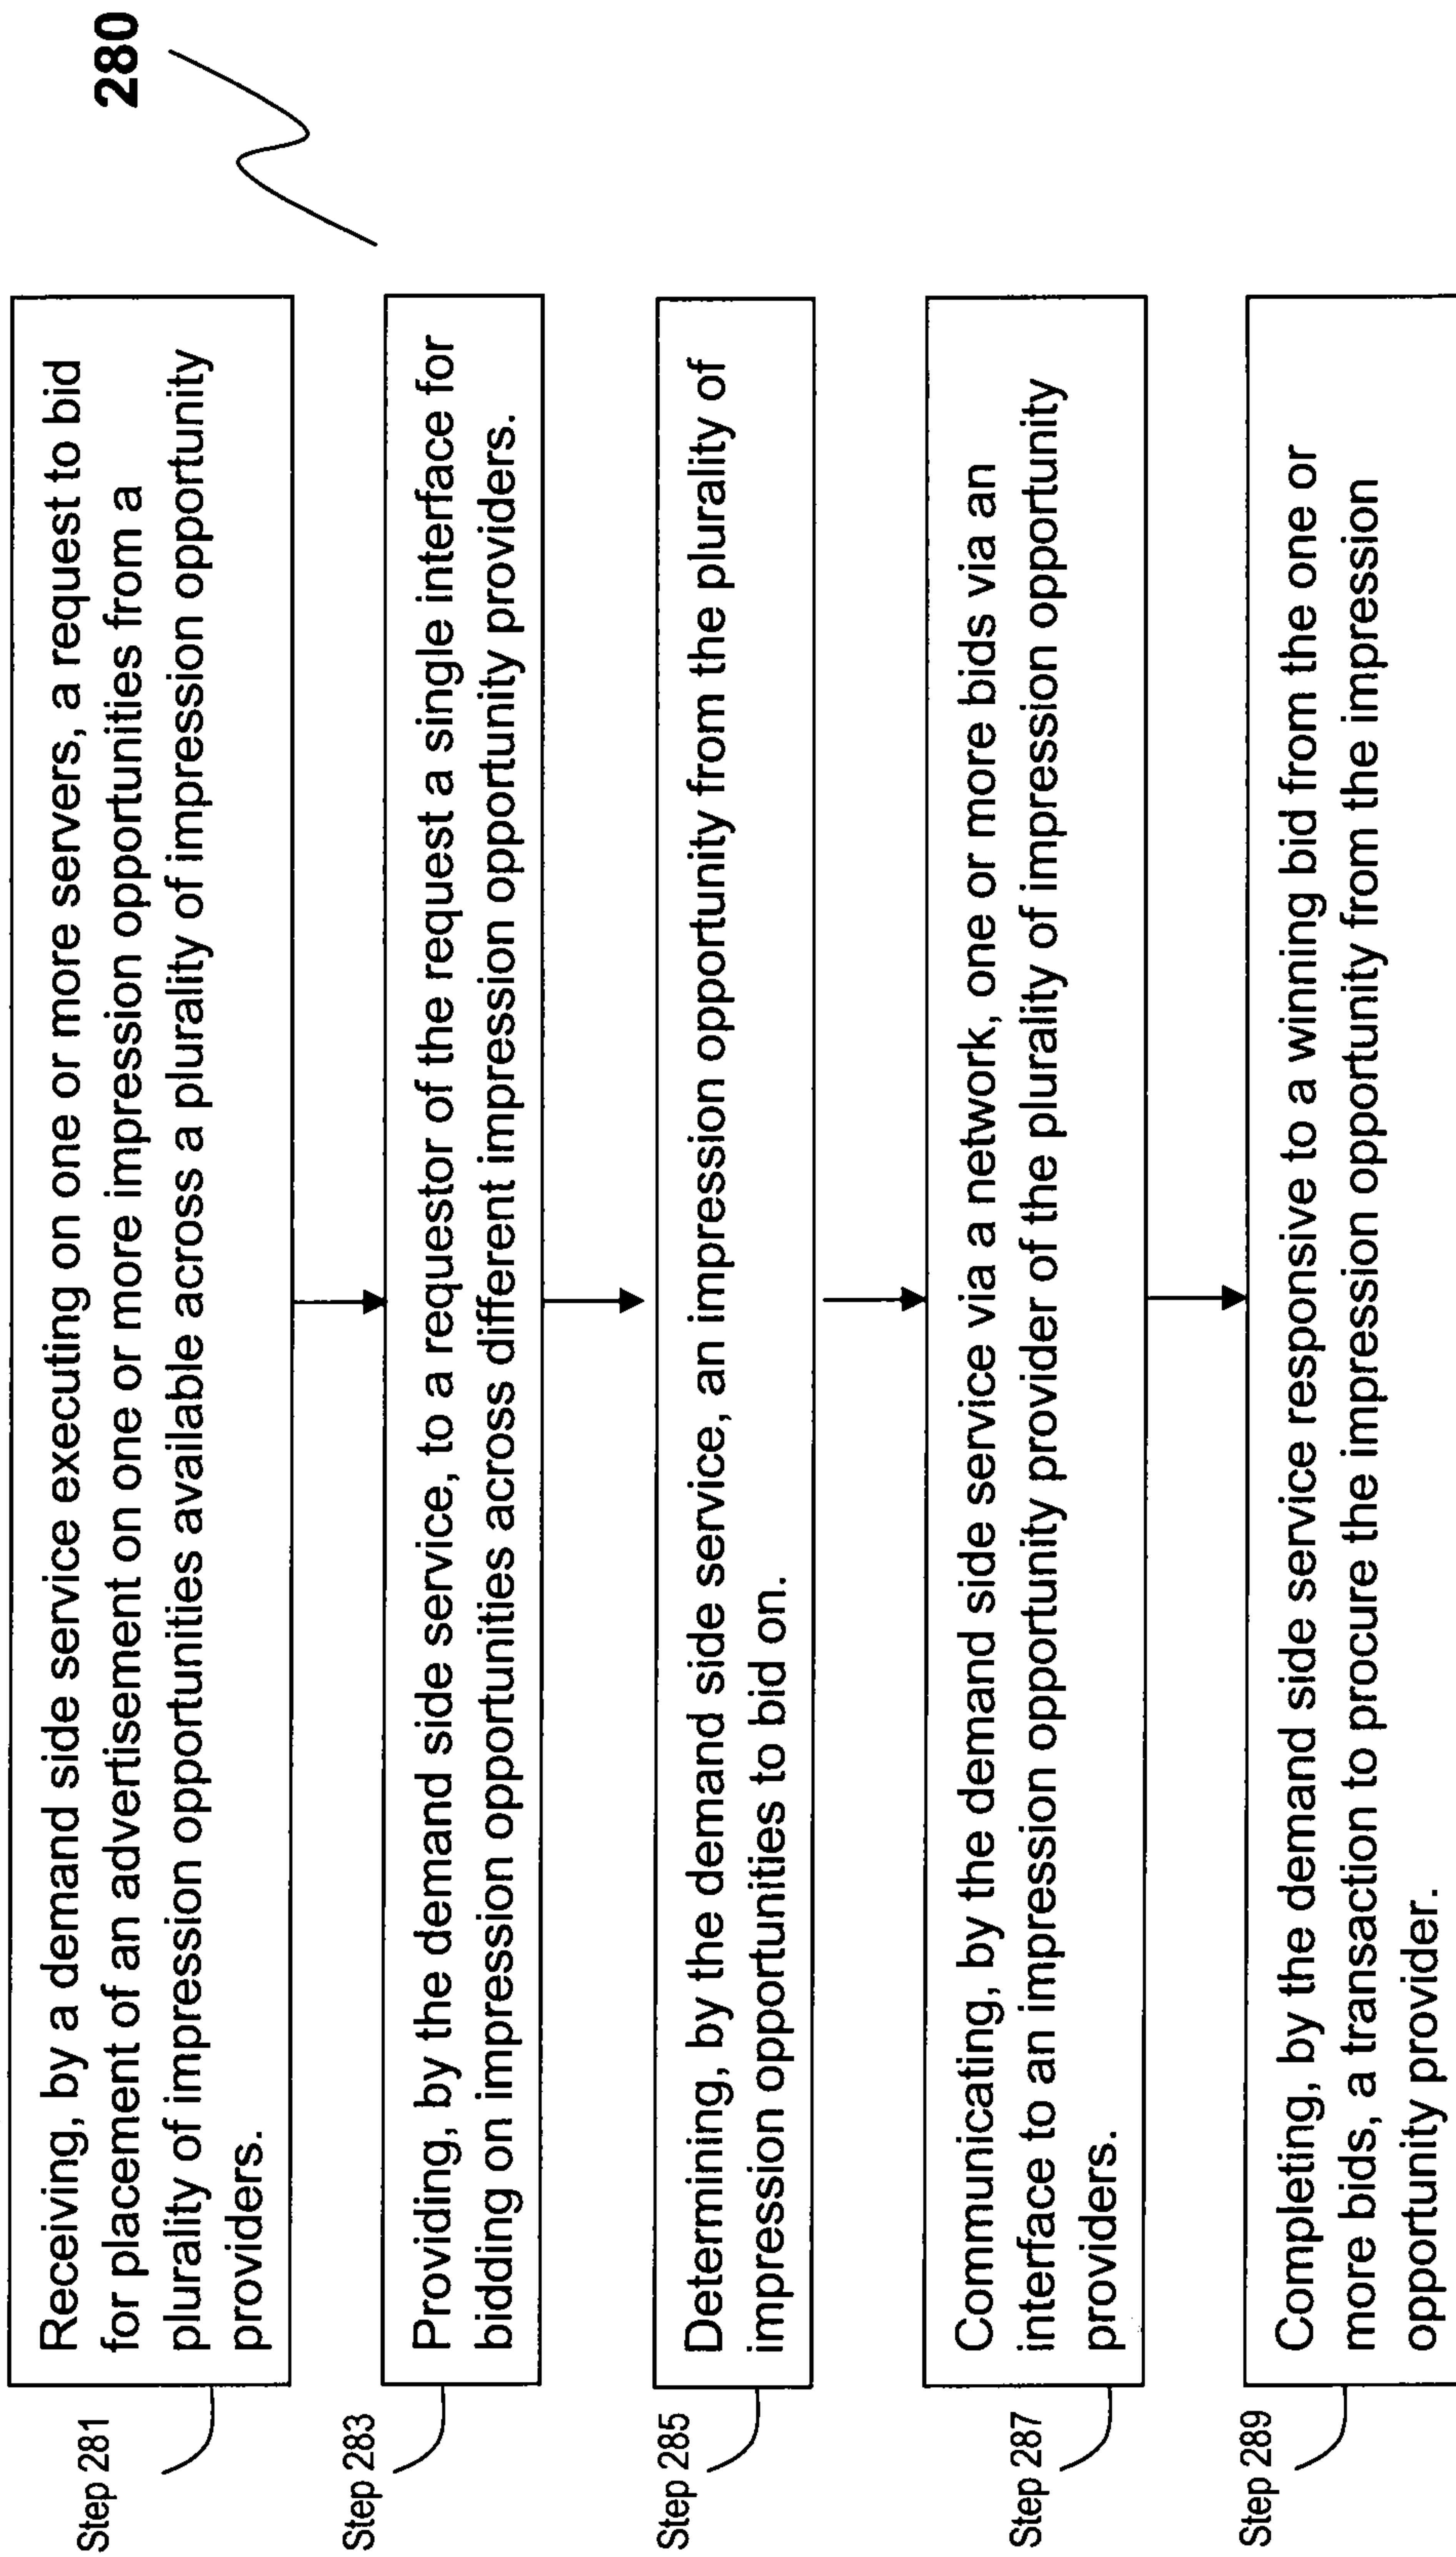 280
Step 281
Receiving, by a demand side service executing on one or more servers, a request to bid
for placement of an advertisement on one or more impression opportunities from a
plurality of impression opportunities available across a plurality of impression opportunity
providers.
Step 283
Providing, by the demand side service, to a requestor of the request a single interface for
bidding on impression opportunities across different impression opportunity providers.
Step 285
Determining, by the demand side service, an impression opportunity from the plurality of
impression opportunities to bid on.
Step 287
Communicating, by the demand side service via a network, one or more bids via an
interface to an impression opportunity provider of the plurality of impression opportunity
providers.
Step 289
Completing, by the demand side service responsive to a winning bid from the one or
more bids, a transaction to procure the impression opportunity from the impression
opportunity provider.